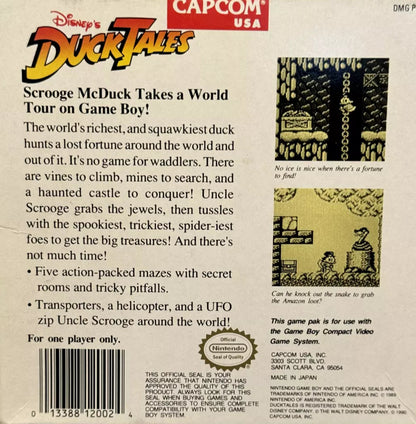 Disney's
DUCKTALES
CAPCOM®
USA
DMG P
Scrooge McDuck Takes a World
Tour on Game Boy!
The world's richest, and squawkiest duck
hunts a lost fortune around the world and
out of it. It's no game for waddlers. There
are vines to climb, mines to search, and
a haunted castle to conquer! Uncle
Scrooge grabs the jewels, then tussles
with the spookiest, trickiest, spider-iest
foes to get the big treasures! And there's
not much time!
• Five action-packed mazes with secret
rooms and tricky pitfalls.
• Transporters, a helicopter, and a UFO
zip Uncle Scrooge around the world!
For one player only.
No ice is nice when there's a fortune
to find!
Can he knock out the snake to grab
the Amazon loot?
This game pak is for use with
the Game Boy Compact Video
Game System.
CAPCOM USA, INC.
3303 SCOTT BLVD.
SANTA CLARA, CA 95054
MADE IN JAPAN
0 13388 12002 4
Official
Nintendo
Seal of Quality
THIS OFFICIAL SEAL IS YOUR
ASSURANCE THAT NINTENDO HAS
APPROVED THE QUALITY OF THIS
PRODUCT. ALWAYS LOOK FOR THIS
SEAL WHEN BUYING GAMES AND
ACCESSORIES TO ENSURE COMPLETE
COMPATIBILITY WITH YOUR GAME
BOY SYSTEM
NINTENDO GAME BOY AND THE OFFICIAL SEALS ARE
TRADEMARKS OF NINTENDO OF AMERICA INC. © 1989
NINTENDO OF AMERICA INC.
DUCKTALES IS REGISTERED TRADEMARK OF THE WALT
DISNEY COMPANY. © THE WALT DISNEY COMPANY. © 1990,
CAPCOM USA, INC.